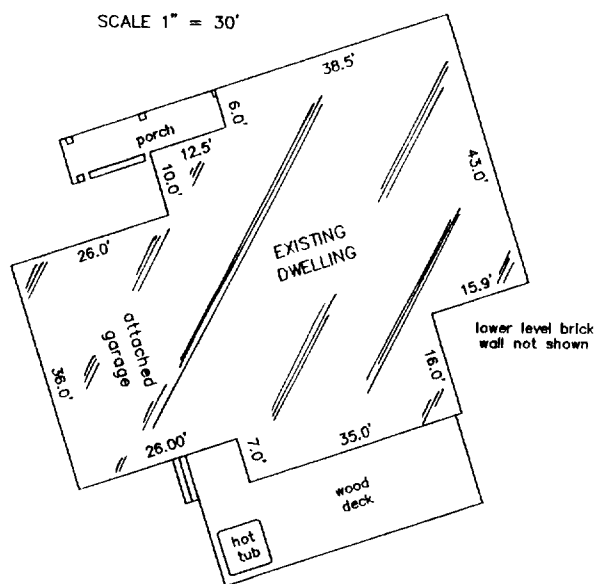 SCALE 1" = 30'
38.5'
6.0'
porch
12.5'
10.0'
43.0'
26.0'
EXISTING
DWELLING
15.9'
attached
garage
lower level brick
wall not shown
36.0'
16.0'
26.00'
7.0'
35.0'
wood
deck
hot
tub